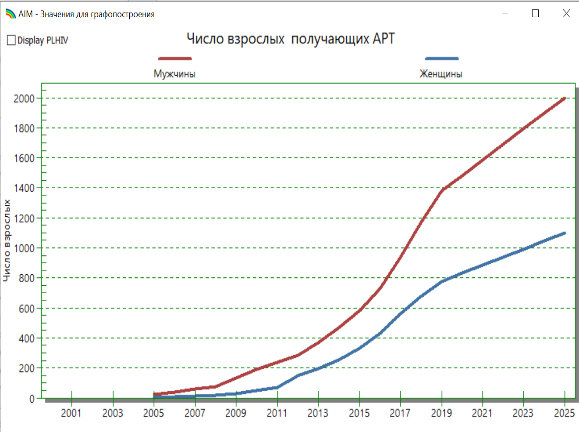 AIM - Значения для графопостроения
Display PLHIV
Число взрослых получающих АРТ
Мужчины
Женщины
Число взрослых
2000
1800
1600
1400
1200
1000
800
600
400
200
0
2001 2003 2005 2007 2009 2011 2013 2015 2017 2019 2021 2023 2025